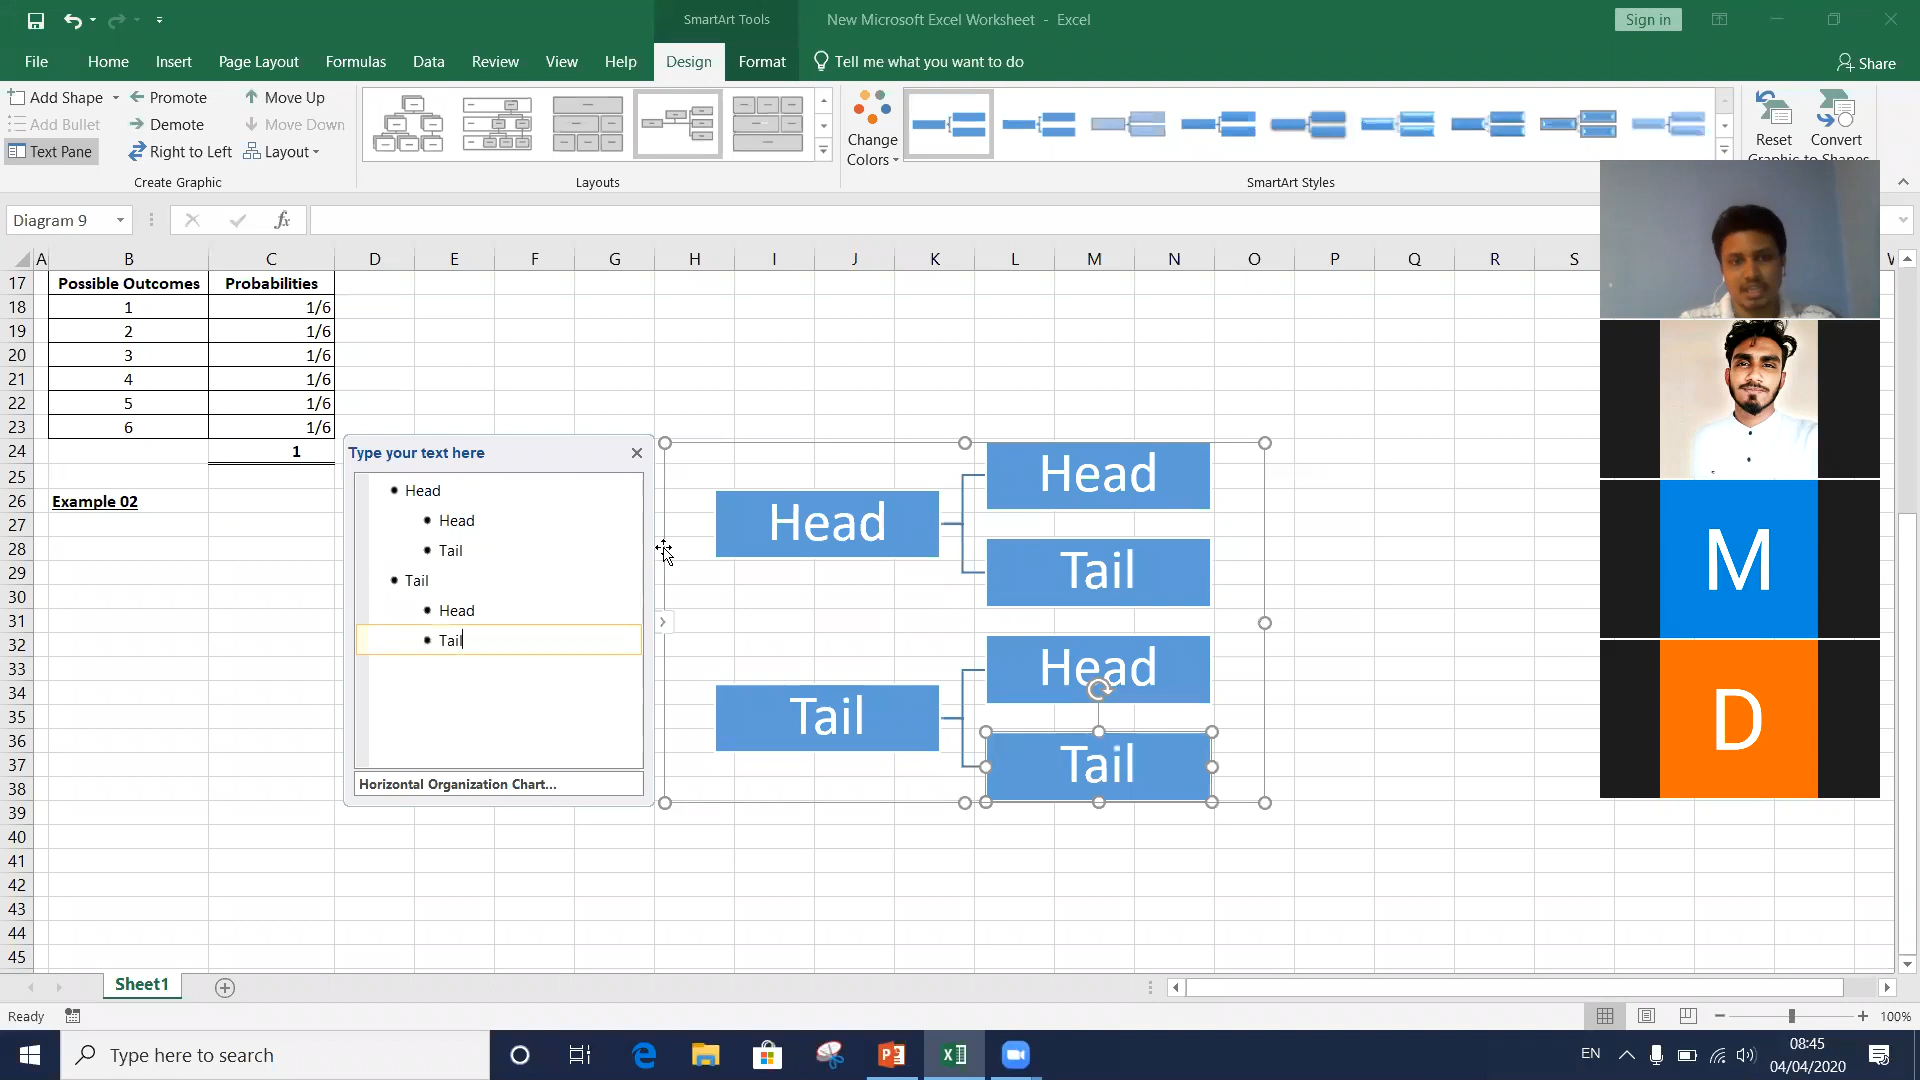 SmartArt Tools
New Microsoft Excel Worksheet - Excel
Sign in
File Home Insert Page Layout Formulas Data Review View Help Design Format Tell me what you want to do Share
Add Shape Promote Move Up
Add Bullet Demote Move Down
Text Pane Right to Left Layout
Create Graphic
Layouts
Change
Colors
SmartArt Styles
Reset
Graphic
Convert
to Shapes
Diagram 9
fx
A B C D E F G H I J K L M N O P Q R S
17 Possible Outcomes Probabilities
18 1 1/6
19 2 1/6
20 3 1/6
21 4 1/6
22 5 1/6
23 6 1/6
24 1
25
26 Example 02
27
28
29
30
31
32
33
34
35
36
37
38
39
40
41
42
43
44
45
Type your text here
Head
Head
Tail
Tail
Head
Tail
Horizontal Organization Chart...
Head
Head
Tail
Tail
Head
Tail
M
D
Sheet1
Ready
100%
Type here to search
EN
08:45
04/04/2020